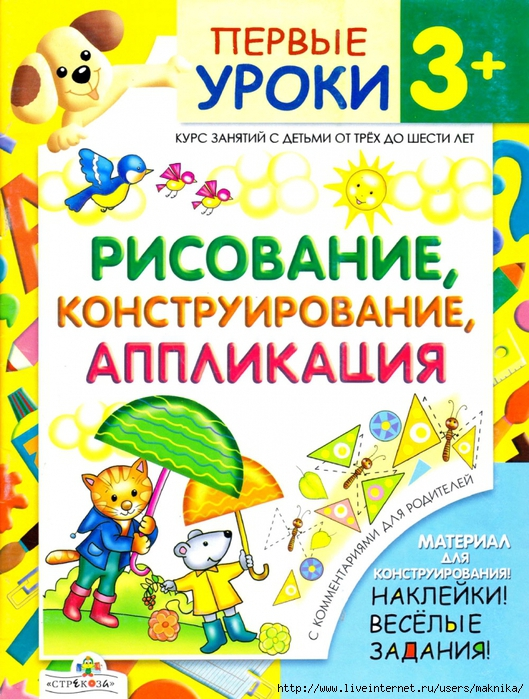 ПЕРВЫЕ
УРОКИ
3+
КУРС ЗАНЯТИЙ С ДЕТЬМИ ОТ ТРЁХ ДО ШЕСТИ ЛЕТ
РИСОВАНИЕ,
КОНСТРУИРОВАНИЕ,
АППЛИКАЦИЯ
С КОММЕНТАРИЯМИ ДЛЯ РОДИТЕЛЕЙ
МАТЕРИАЛ
ДЛЯ
КОНСТРУИРОВАНИЯ!
НАКЛЕЙКИ!
ВЕСЁЛЫЕ
ЗАДАНИЯ!
«СТРЕКОЗА»
http://www.liveinternet.ru/users/maknika/